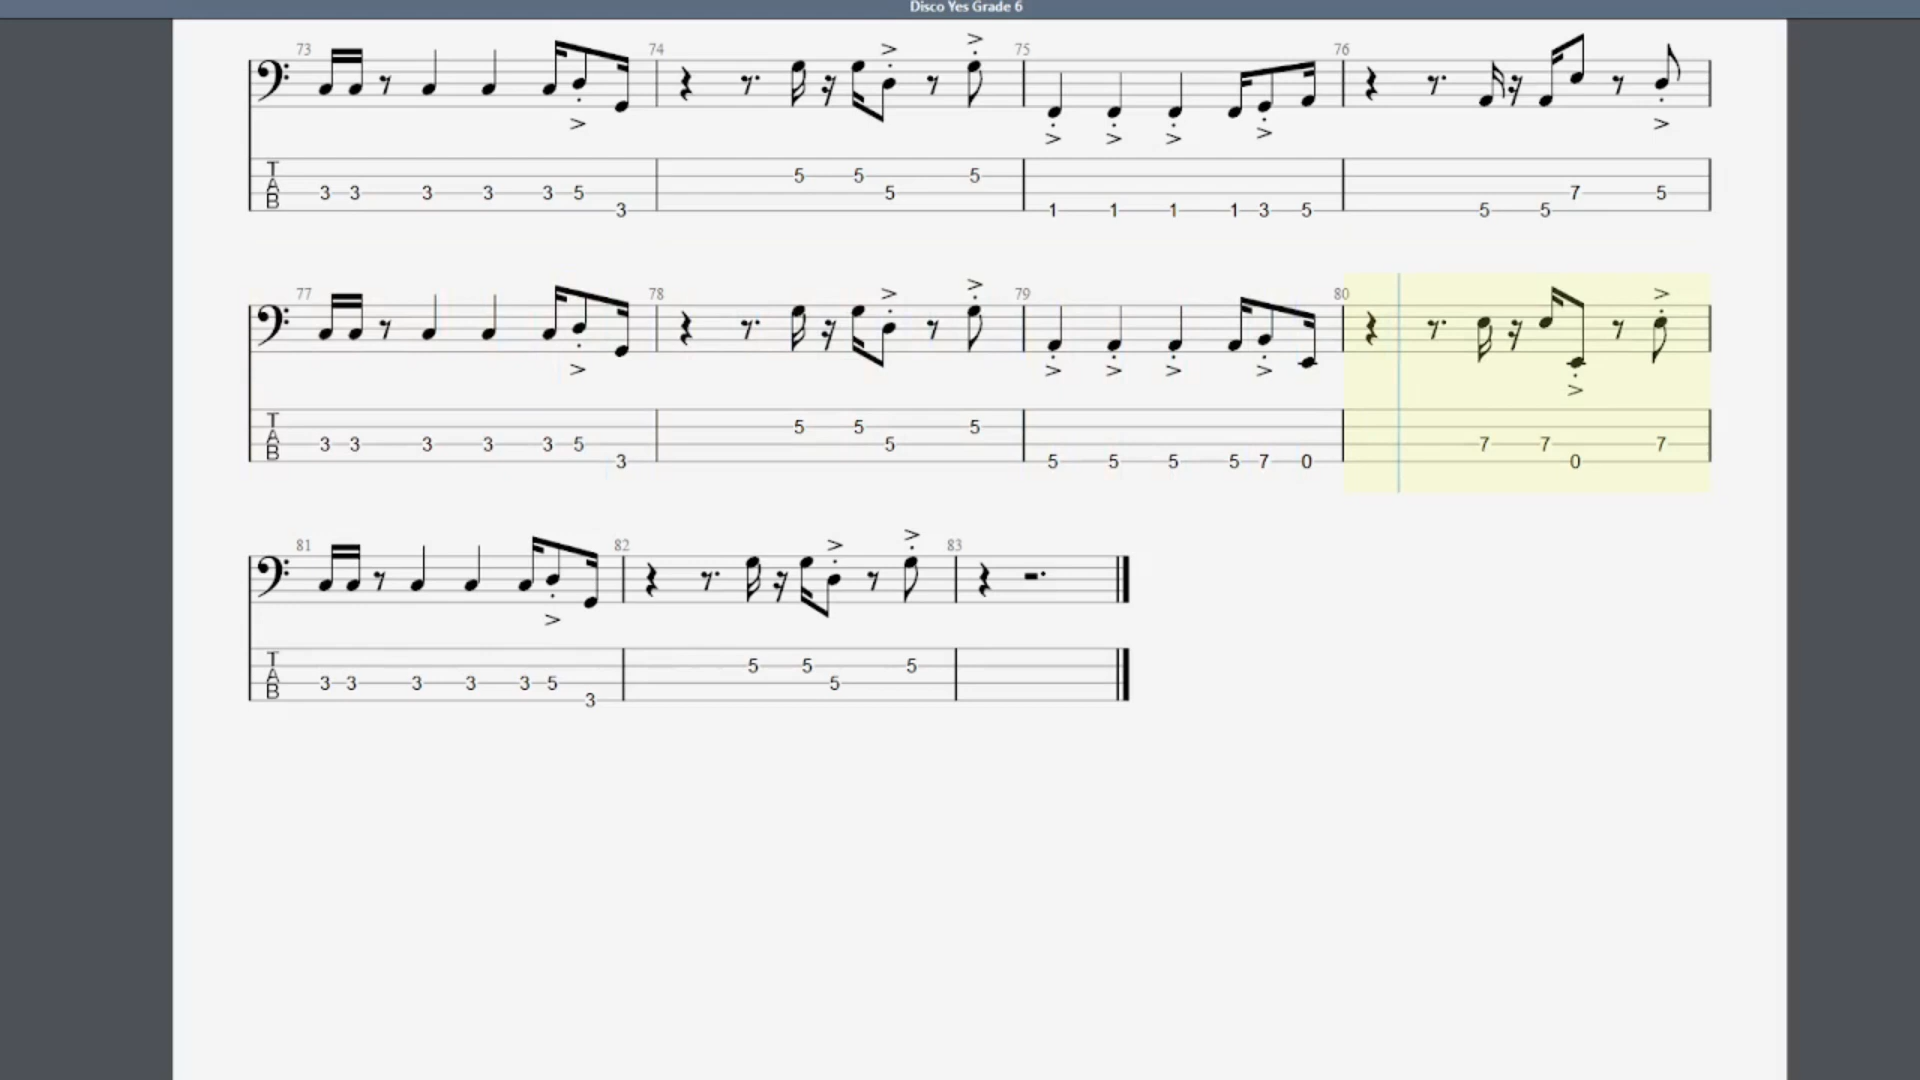 Disco Yes Grade 6
73 74 75 76
T A B 3 3 3 3 3 5 3 5 5 5 5 1 1 1 1 3 5 5 5 7 5
77 78 79 80
T A B 3 3 3 3 3 5 3 5 5 5 5 5 5 5 5 7 0 7 7 0 7
81 82 83
T A B 3 3 3 3 3 5 3 5 5 5 5